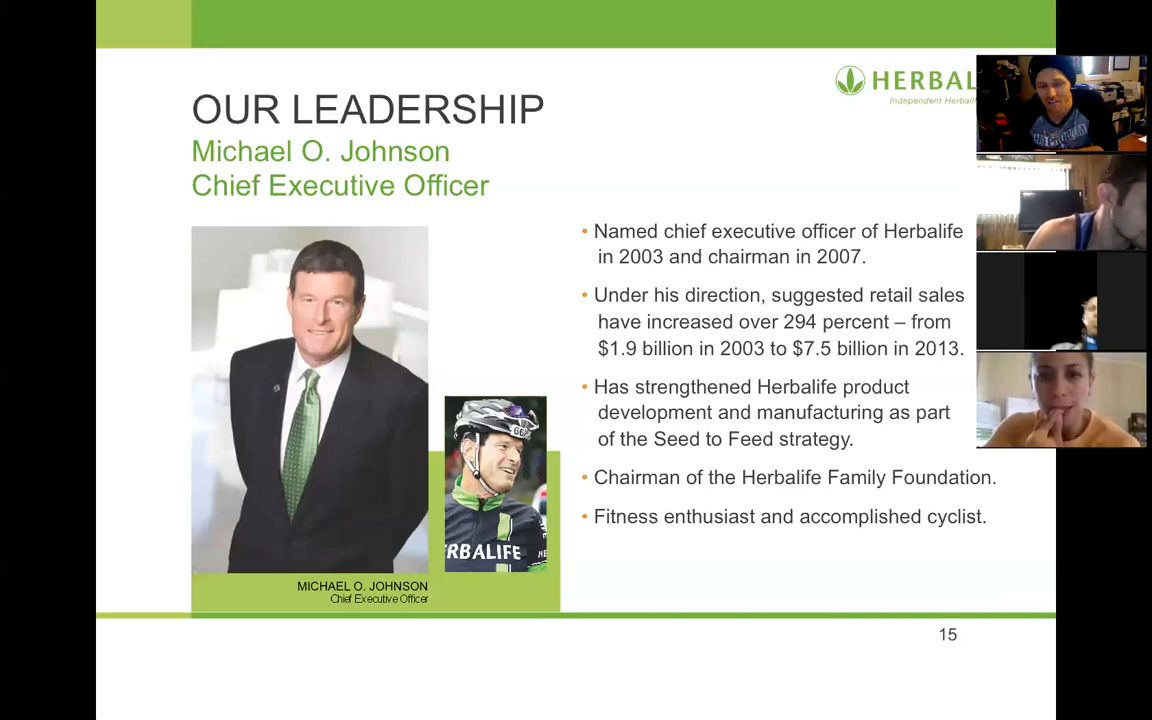 OUR LEADERSHIP
Michael O. Johnson
Chief Executive Officer
HERBAL
Independent Herbalif
• Named chief executive officer of Herbalife
in 2003 and chairman in 2007.
• Under his direction, suggested retail sales
have increased over 294 percent – from
$1.9 billion in 2003 to $7.5 billion in 2013.
• Has strengthened Herbalife product
development and manufacturing as part
of the Seed to Feed strategy.
• Chairman of the Herbalife Family Foundation.
• Fitness enthusiast and accomplished cyclist.
RBALIFE
MICHAEL O. JOHNSON
Chief Executive Officer
15